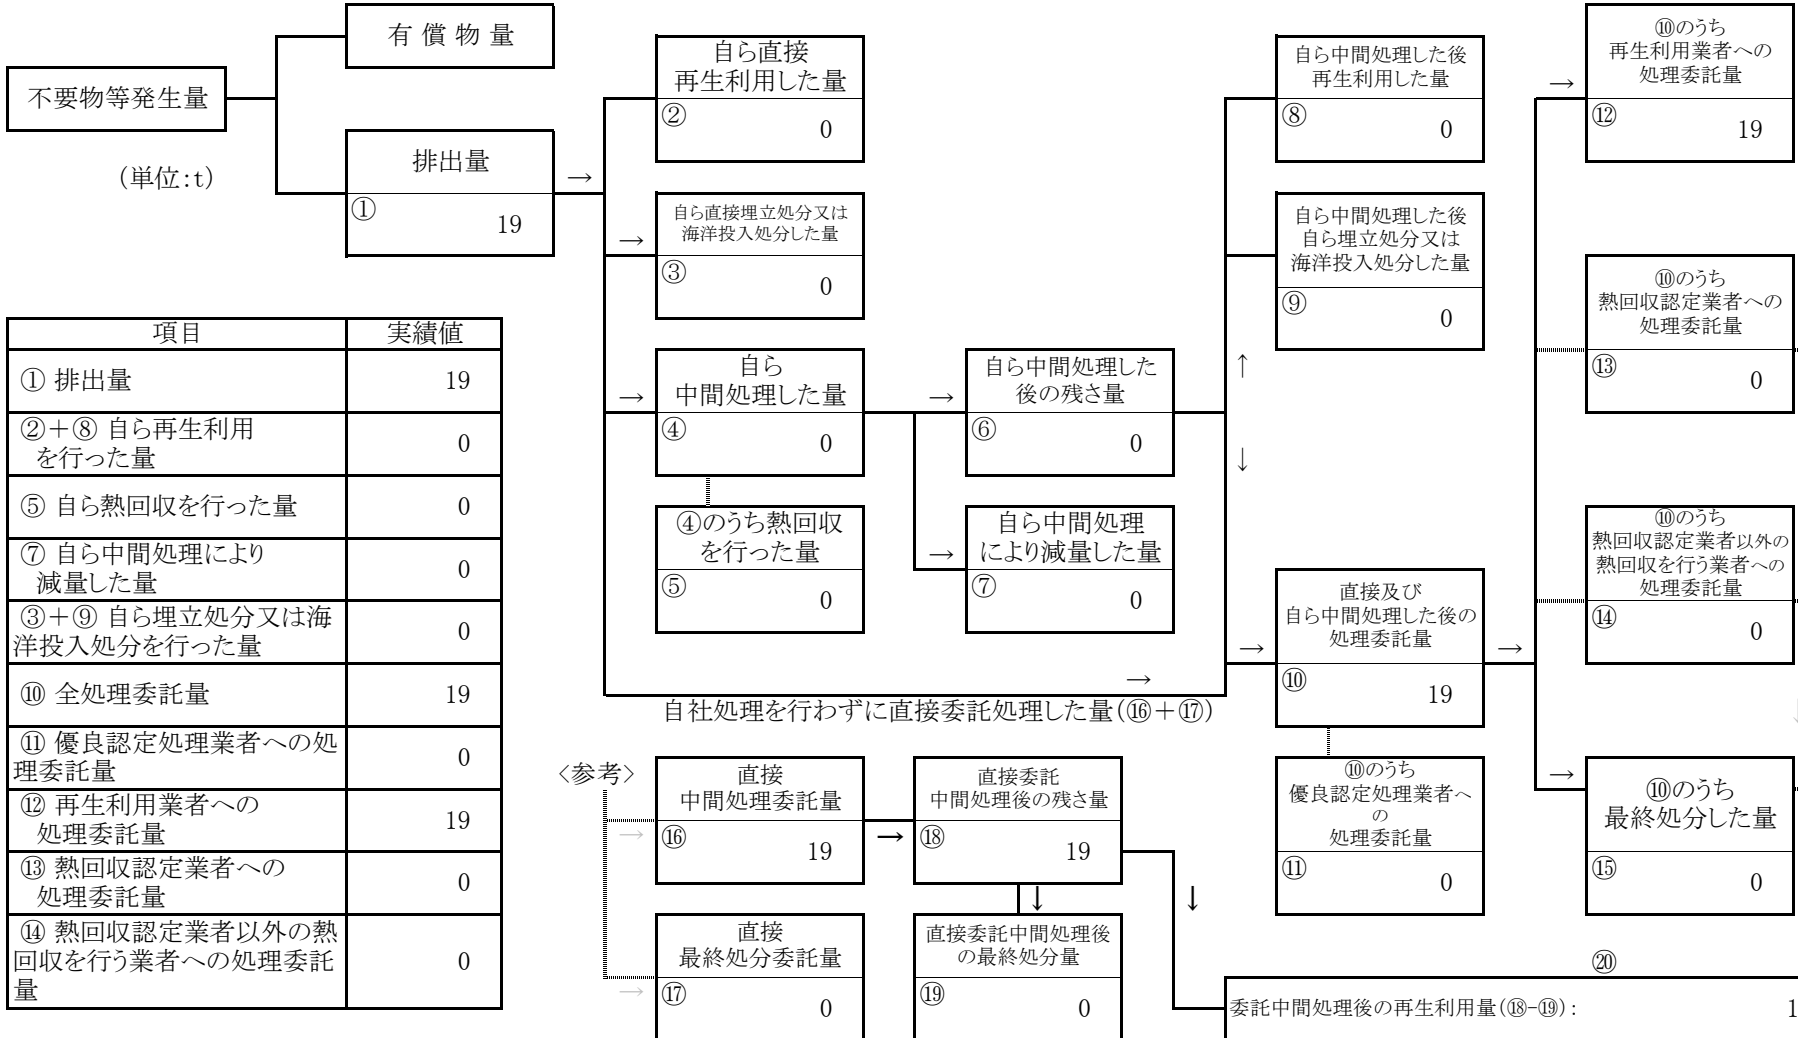 有 償 物 量
不要物等発生量
(単位:t)
排出量
①
19
→
自ら直接
再生利用した量
②
0
→
自ら直接埋立処分又は
海洋投入処分した量
③
0
→
自ら
中間処理した量
④
0
④のうち熱回収
を行った量
⑤
0
→
自ら中間処理した
後の残さ量
⑥
0
→
自ら中間処理
により減量した量
⑦
0
自ら中間処理した後
再生利用した量
⑧
0
自ら中間処理した後
自ら埋立処分又は
海洋投入処分した量
⑨
0
↑
↓
→
直接及び
自ら中間処理した後の
処理委託量
⑩
19
→
⑩のうち
優良認定処理業者へ
の
処理委託量
⑪
0
→
⑩のうち
再生利用業者への
処理委託量
⑫
19
⑩のうち
熱回収認定業者への
処理委託量
⑬
0
⑩のうち
熱回収認定業者以外の
熱回収を行う業者への
処理委託量
⑭
0
→
⑩のうち
最終処分した量
⑮
0
→
自社処理を行わずに直接委託処理した量(⑯+⑰)
<参考>
→
直接
中間処理委託量
⑯
19
→
直接委託
中間処理後の残さ量
⑱
19
↓
↓
→
直接
最終処分委託量
⑰
0
直接委託中間処理後
の最終処分量
⑲
0
⑳
委託中間処理後の再生利用量(⑱-⑲):
項目 実績値
① 排出量 19
②+⑧ 自ら再生利用
を行った量 0
⑤ 自ら熱回収を行った量 0
⑦ 自ら中間処理により
減量した量 0
③+⑨ 自ら埋立処分又は海
洋投入処分を行った量 0
⑩ 全処理委託量 19
⑪ 優良認定処理業者への処
理委託量 0
⑫ 再生利用業者への
処理委託量 19
⑬ 熱回収認定業者への
処理委託量 0
⑭ 熱回収認定業者以外の熱
回収を行う業者への処理委託
量 0